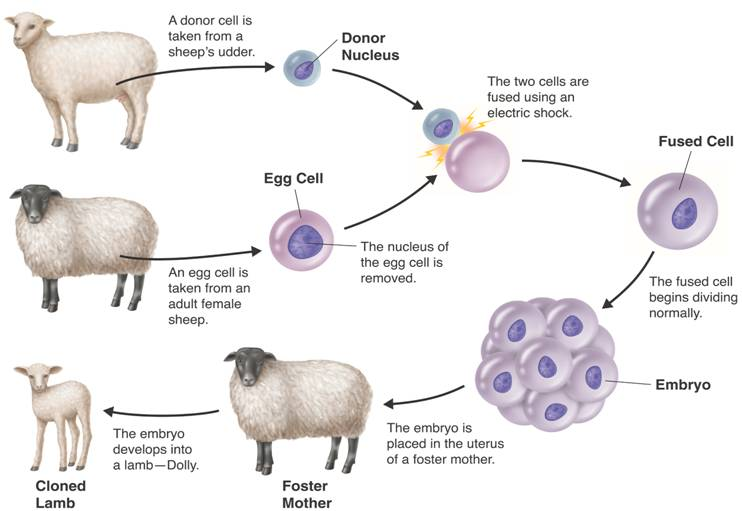 A donor cell is
taken from a
sheep's udder.
Donor
Nucleus
The two cells are
fused using an
electric shock.
Fused Cell
Egg Cell
The nucleus of
the egg cell is
removed.
An egg cell is
taken from an
adult female
sheep.
The fused cell
begins dividing
normally.
Embryo
The embryo is
placed in the uterus
of a foster mother.
Foster
Mother
The embryo
develops into
a lamb—Dolly.
Cloned
Lamb